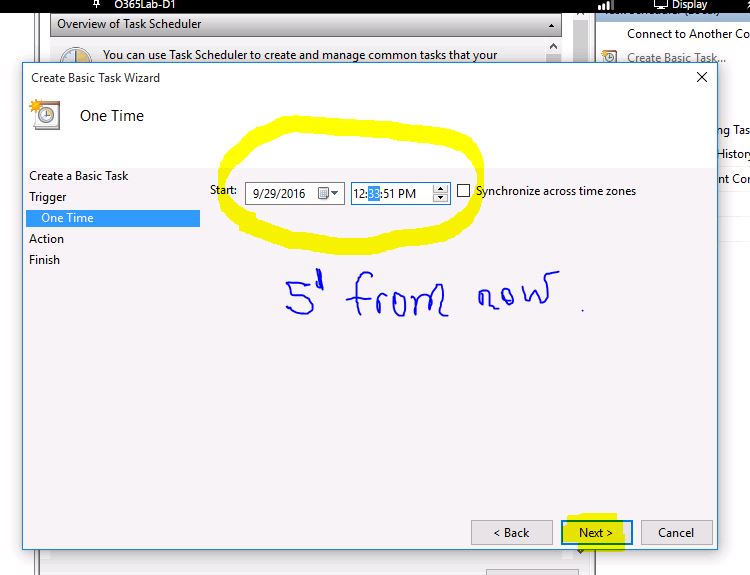 O365Lab-D1
Display
Overview of Task Scheduler
Connect to Another Co
You can use Task Scheduler to create and manage common tasks that your
Create Basic Task...
Create Basic Task Wizard
One Time
ng Tas
History
nt Con
Create a Basic Task
Trigger
One Time
Action
Finish
Start: 9/29/2016 12:33:51 PM Synchronize across time zones
5' from now.
< Back Next > Cancel